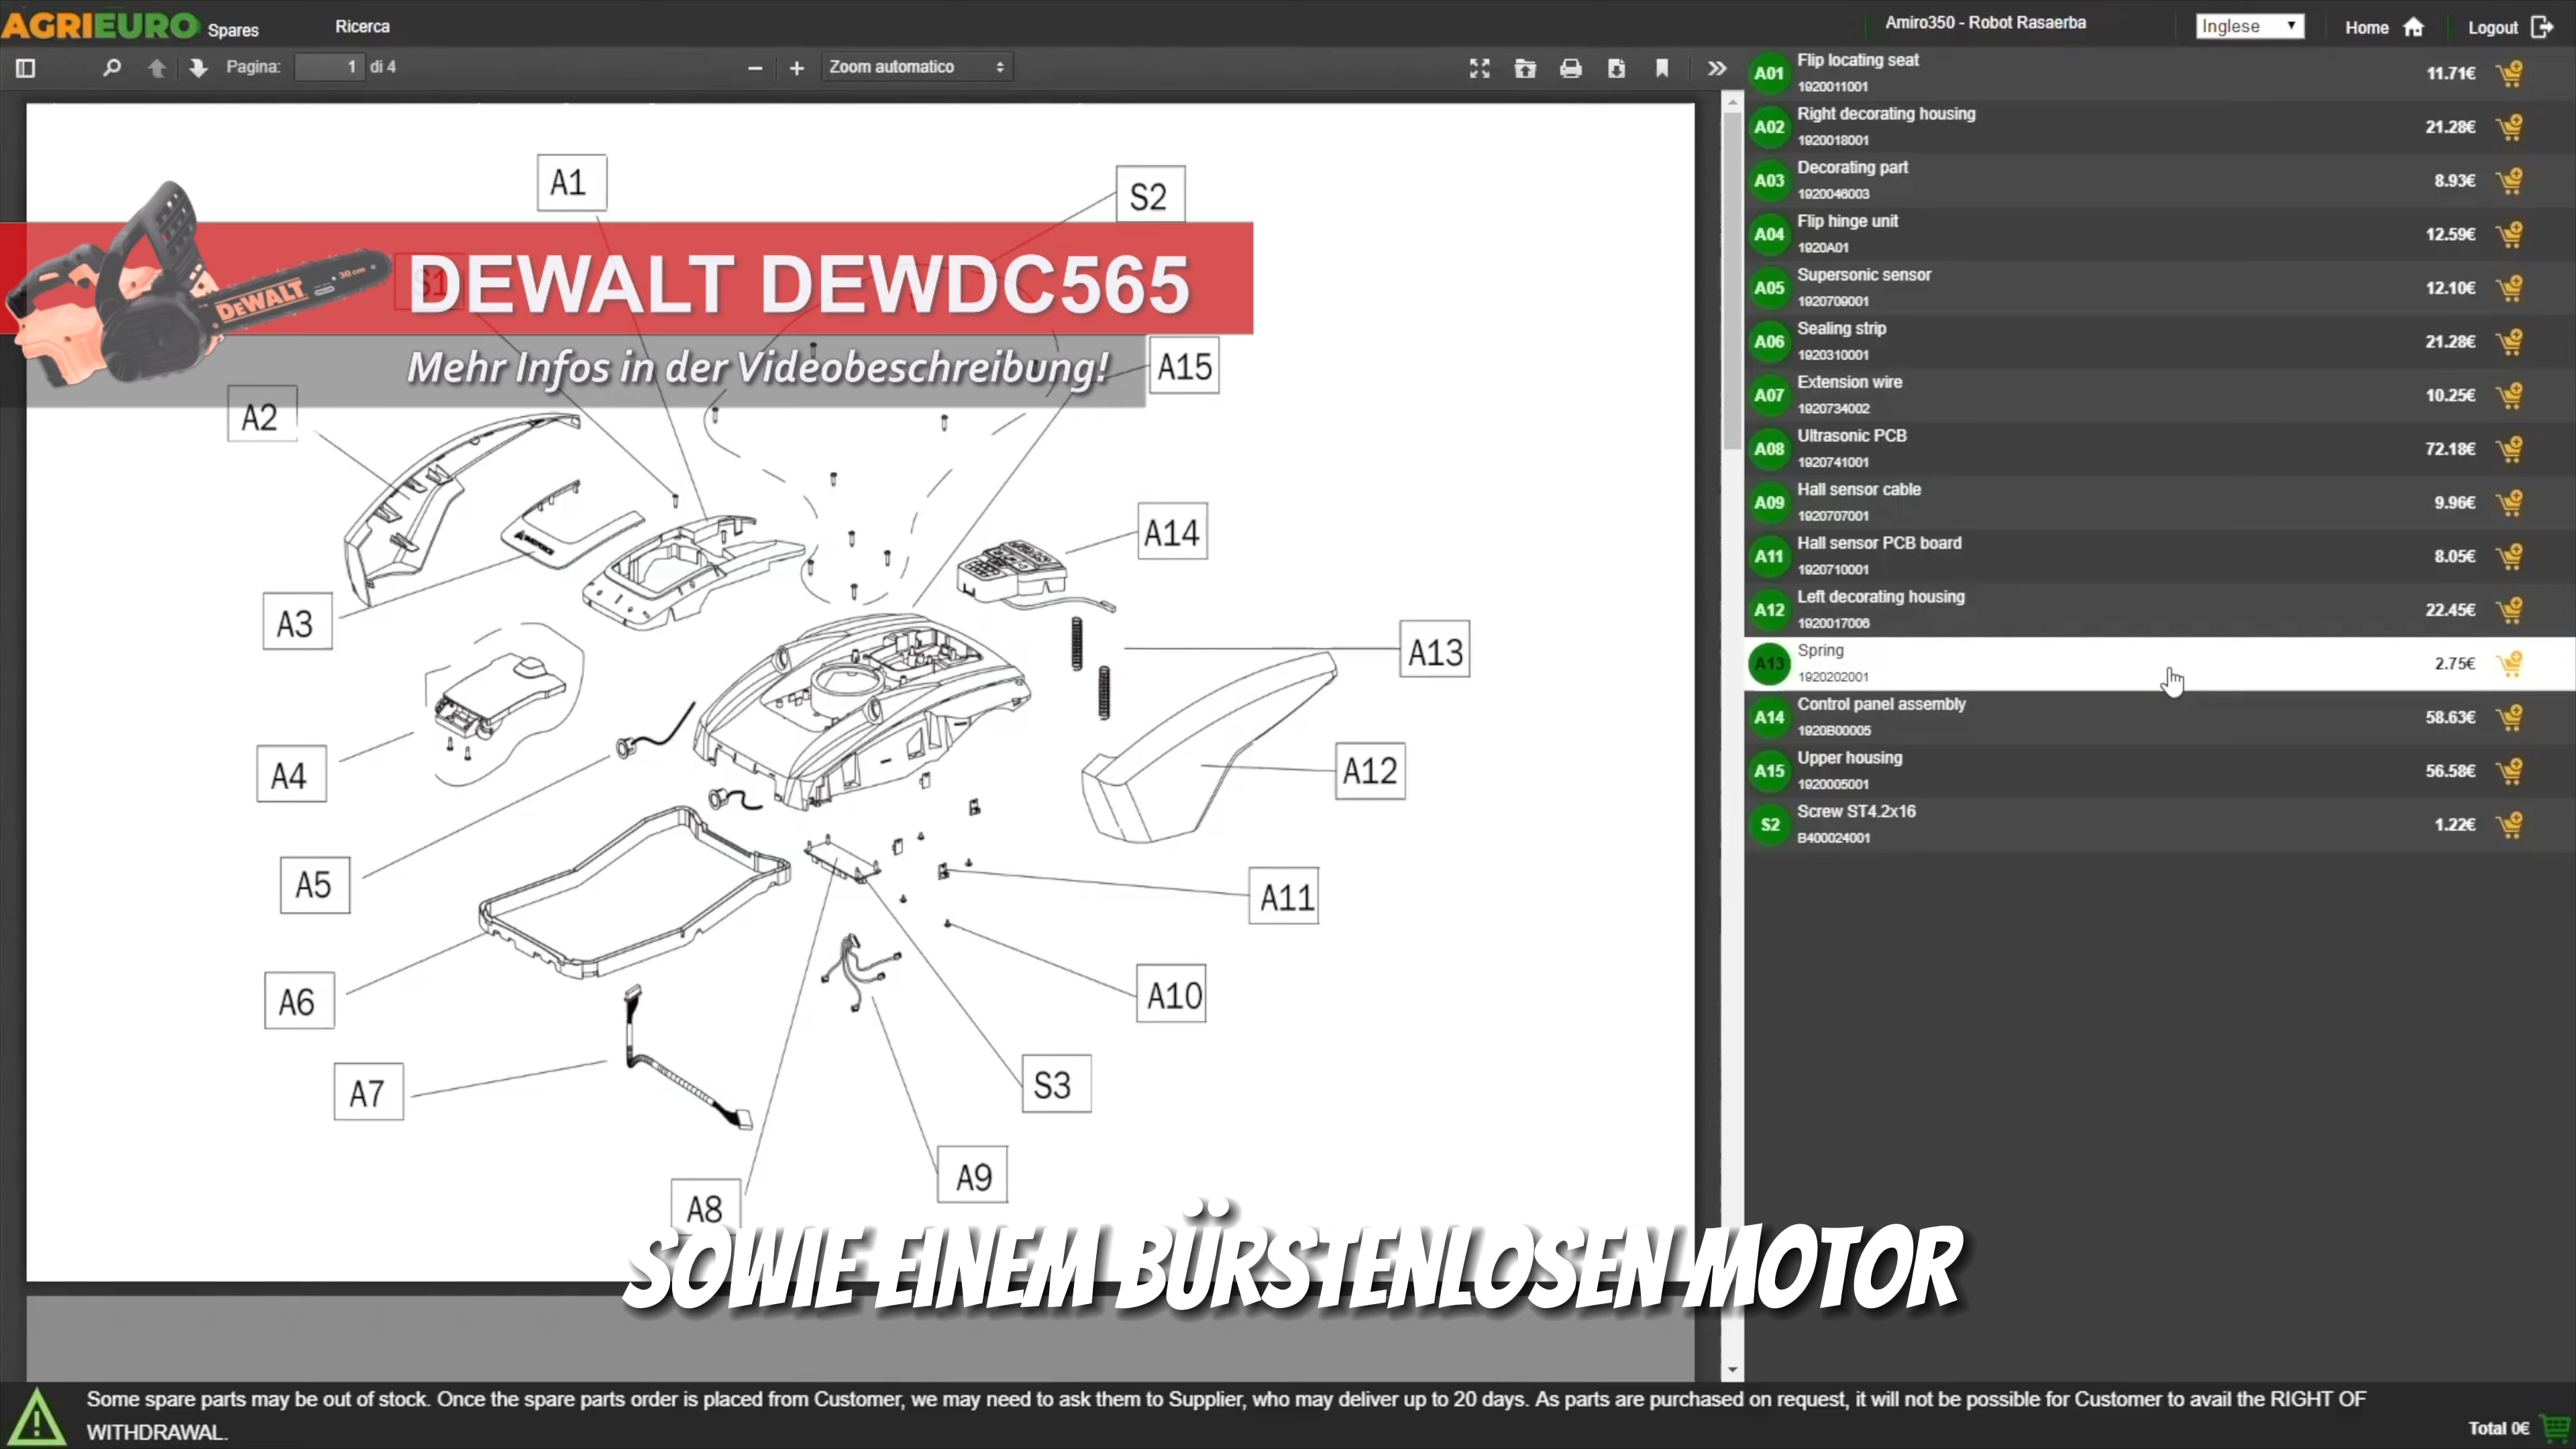 AGRIEURO Spares
Ricerca
Amiro350 - Robot Rasaerba
Inglese
Home
Logout
Pagina: 1 di 4
Zoom automatico
A1
S2
S1
DEWALT DEWDC565
30 cm
DEWALT
Mehr Infos in der Videobeschreibung!
A15
A2
A14
A3
A13
A4
A12
A5
A11
A6
A10
A7
S3
A9
A8
A01 Flip locating seat 11.71€
1920011001
A02 Right decorating housing 21.28€
1920018001
A03 Decorating part 8.93€
1920046003
A04 Flip hinge unit 12.59€
1920A01
A05 Supersonic sensor 12.10€
1920709001
A06 Sealing strip 21.28€
1920310001
A07 Extension wire 10.25€
1920734002
A08 Ultrasonic PCB 72.18€
1920741001
A09 Hall sensor cable 9.96€
1920707001
A11 Hall sensor PCB board 8.05€
1920710001
A12 Left decorating housing 22.45€
1920017006
A13 Spring 2.75€
1920202001
A14 Control panel assembly 58.63€
1920B00005
A15 Upper housing 56.58€
1920005001
S2 Screw ST4.2x16 1.22€
B400024001
SOWIE EINEM BÜRSTENLOSEN MOTOR
Some spare parts may be out of stock. Once the spare parts order is placed from Customer, we may need to ask them to Supplier, who may deliver up to 20 days. As parts are purchased on request, it will not be possible for Customer to avail the RIGHT OF
WITHDRAWAL.
Total 0€